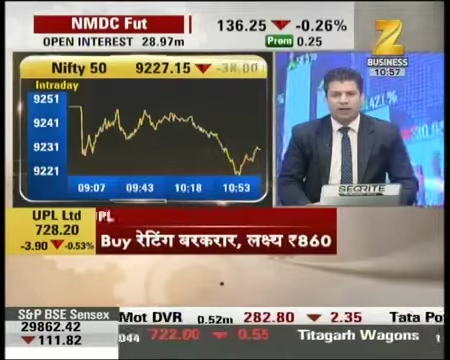 NMDC Fut
136.25 -0.26%
OPEN INTEREST 28.97m
Prem 0.25
Z
BUSINESS
10:57
Nifty 50 9227.15 -38.00
Intraday
9251
9241
9231
9221
09:07 09:43 10:18 10:53
SEQRITE
UPL Ltd
728.20
-3.90 -0.53%
UPL
Buy रेटिंग बरकरार, लक्ष्य ₹860
S&P BSE Sensex
29862.42
111.82
Mot DVR 0.52m 282.80 2.35 Tata Po
044 722.00 0.55 Titagarh Wagons 1